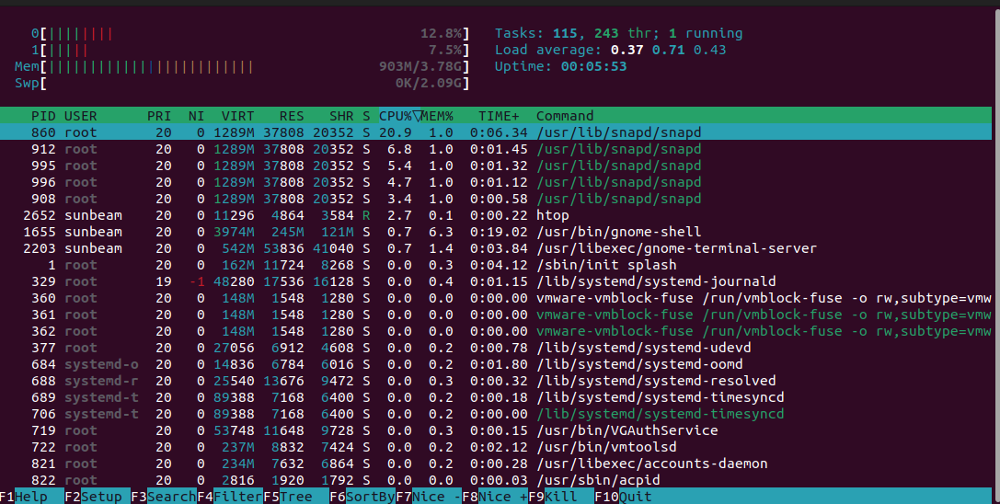 0[|||||||| 12.8%] Tasks: 115, 243 thr; 1 running
1[||||| 7.5%] Load average: 0.37 0.71 0.43
Mem[||||||||||||||||||||||||| 903M/3.78G] Uptime: 00:05:53
Swp[ 0K/2.09G]
PID USER PRI NI VIRT RES SHR S CPU%▽MEM% TIME+ Command
860 root 20 0 1289M 37808 20352 S 20.9 1.0 0:06.34 /usr/lib/snapd/snapd
912 root 20 0 1289M 37808 20352 S 6.8 1.0 0:01.45 /usr/lib/snapd/snapd
995 root 20 0 1289M 37808 20352 S 5.4 1.0 0:01.32 /usr/lib/snapd/snapd
996 root 20 0 1289M 37808 20352 S 4.7 1.0 0:01.12 /usr/lib/snapd/snapd
908 root 20 0 1289M 37808 20352 S 3.4 1.0 0:00.58 /usr/lib/snapd/snapd
2652 sunbeam 20 0 11296 4864 3584 R 2.7 0.1 0:00.22 htop
1655 sunbeam 20 0 3974M 245M 121M S 0.7 6.3 0:19.02 /usr/bin/gnome-shell
2203 sunbeam 20 0 542M 53836 41040 S 0.7 1.4 0:03.84 /usr/libexec/gnome-terminal-server
1 root 20 0 162M 11724 8268 S 0.0 0.3 0:04.12 /sbin/init splash
329 root 19 -1 48280 17536 16128 S 0.0 0.4 0:01.15 /lib/systemd/systemd-journald
360 root 20 0 148M 1548 1280 S 0.0 0.0 0:00.00 vmware-vmblock-fuse /run/vmblock-fuse -o rw,subtype=vmw
361 root 20 0 148M 1548 1280 S 0.0 0.0 0:00.00 vmware-vmblock-fuse /run/vmblock-fuse -o rw,subtype=vmw
362 root 20 0 148M 1548 1280 S 0.0 0.0 0:00.00 vmware-vmblock-fuse /run/vmblock-fuse -o rw,subtype=vmw
377 root 20 0 27056 6912 4608 S 0.0 0.2 0:00.78 /lib/systemd/systemd-udevd
684 systemd-o 20 0 14836 6784 6016 S 0.0 0.2 0:01.80 /lib/systemd/systemd-oomd
688 systemd-r 20 0 25540 13676 9472 S 0.0 0.3 0:00.32 /lib/systemd/systemd-resolved
689 systemd-t 20 0 89388 7168 6400 S 0.0 0.2 0:00.18 /lib/systemd/systemd-timesyncd
706 systemd-t 20 0 89388 7168 6400 S 0.0 0.2 0:00.00 /lib/systemd/systemd-timesyncd
719 root 20 0 53748 11648 9728 S 0.0 0.3 0:00.15 /usr/bin/VGAuthService
722 root 20 0 237M 8832 7424 S 0.0 0.2 0:02.12 /usr/bin/vmtoolsd
821 root 20 0 234M 7632 6864 S 0.0 0.2 0:00.28 /usr/libexec/accounts-daemon
822 root 20 0 2816 1920 1792 S 0.0 0.0 0:00.03 /usr/sbin/acpid
F1Help F2Setup F3SearchF4FilterF5Tree F6SortByF7Nice -F8Nice +F9Kill F10Quit